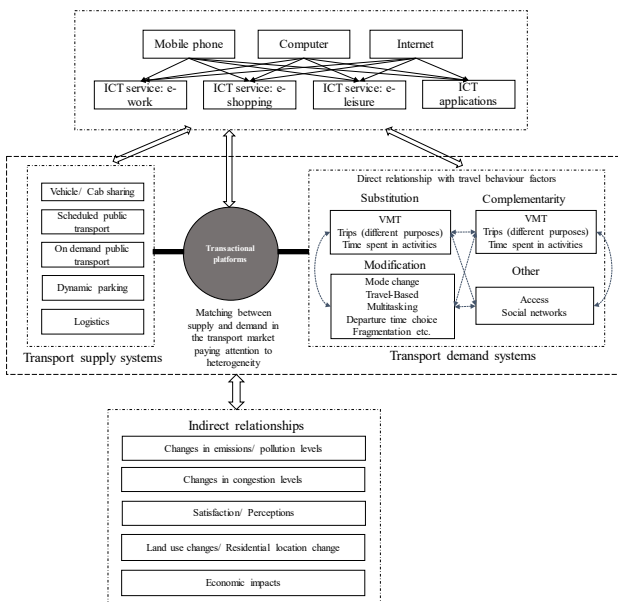 Mobile phone
Computer
Internet
ICT service: e-
work
ICT service: e-
shopping
ICT service: e-
leisure
ICT
applications
Vehicle/ Cab sharing
Scheduled public
transport
On demand public
transport
Dynamic parking
Logistics
Transport supply systems
Transactional
platforms
Matching between
supply and demand in
the transport market
paying attention to
heterogeneity
Direct relationship with travel behaviour factors
Substitution
VMT
Trips (different purposes)
Time spent in activities
Complementarity
VMT
Trips (different purposes)
Time spent in activities
Modification
Mode change
Travel-Based
Multitasking
Departure time choice
Fragmentation etc.
Other
Access
Social networks
Transport demand systems
Indirect relationships
Changes in emissions/ pollution levels
Changes in congestion levels
Satisfaction/ Perceptions
Land use changes/ Residential location change
Economic impacts